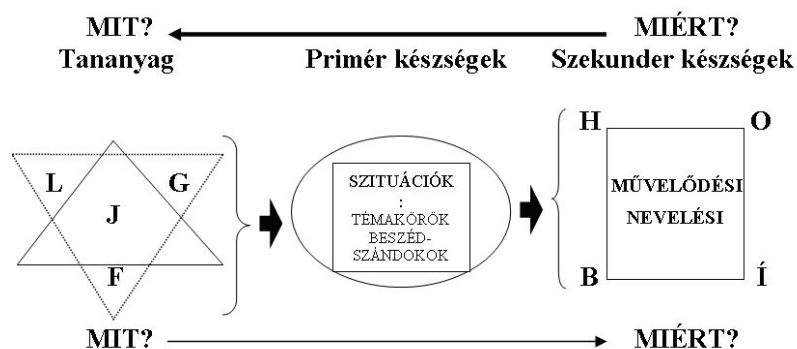 MIT? MIÉRT?
Tananyag Primér készségek Szekunder készségek
H O
L G
J
F
SZITUÁCIÓK
:
TÉMAKÖRÖK
BESZÉD-
SZÁNDOKOK
MŰVELŐDÉSI
NEVELÉSI
B Í
MIT? MIÉRT?